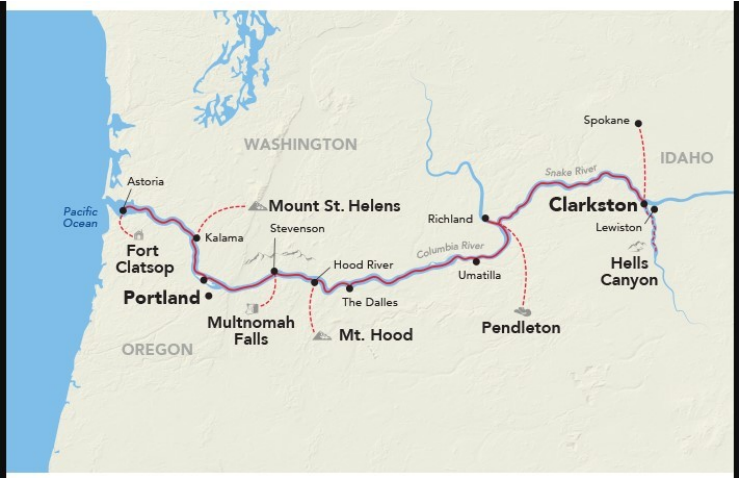 Spokane
WASHINGTON
IDAHO
Snake River
Astoria
Pacific
Ocean
Mount St. Helens
Clarkston
Richland
Lewiston
Stevenson
Kalama
Fort
Clatsop
Columbia River
Hood River
Umatilla
Hells
Canyon
Portland
The Dalles
Multnomah
Falls
Mt. Hood
Pendleton
OREGON